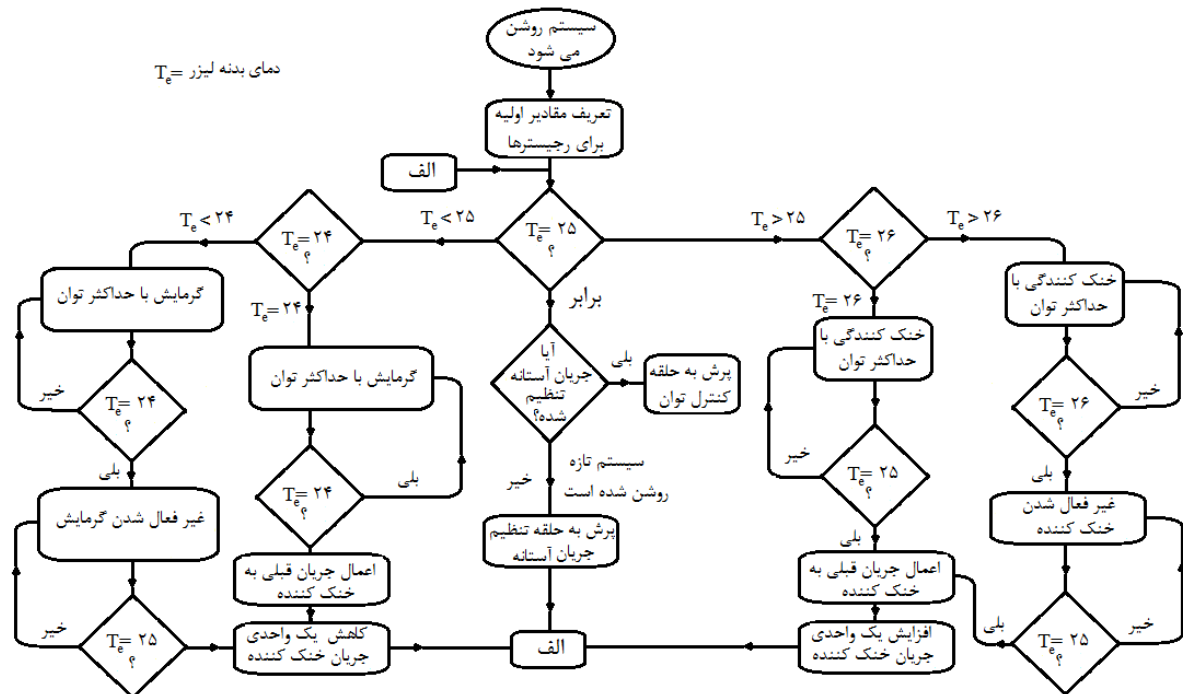 سیستم روشن
می شود
دمای بدنه لیزر =Te
تعریف مقادیر اولیه
برای رجیسترها
الف
Te < ۲۴
Te= ۲۴
؟
Te < ۲۵
Te= ۲۵
؟
Te > ۲۵
Te= ۲۶
؟
Te > ۲۶
گرمایش با حداکثر توان
Te= ۲۴
؟
خیر
بلی
غیر فعال شدن گرمایش
Te= ۲۵
؟
خیر
Te= ۲۴
گرمایش با حداکثر توان
Te= ۲۴
؟
بلی
اعمال جریان قبلی به
خنک کننده
کاهش یک واحدی
جریان خنک کننده
برابر
آیا
جریان آستانه
تنظیم
شده؟
بلی
پرش به حلقه
کنترل توان
خیر
سیستم تازه
روشن شده است
پرش به حلقه تنظیم
جریان آستانه
الف
Te= ۲۶
خنک کنندگی با
حداکثر توان
Te= ۲۵
؟
خیر
بلی
اعمال جریان قبلی به
خنک کننده
افزایش یک واحدی
جریان خنک کننده
خنک کنندگی با
حداکثر توان
Te= ۲۶
؟
خیر
بلی
غیر فعال شدن
خنک کننده
Te= ۲۵
؟
خیر
بلی